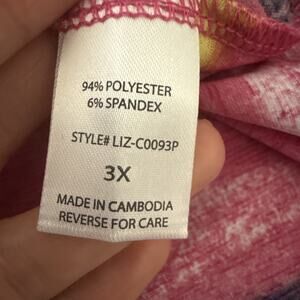 94% POLYESTER
6% SPANDEX
STYLE# LIZ-C0093P
3X
MADE IN CAMBODIA
REVERSE FOR CARE